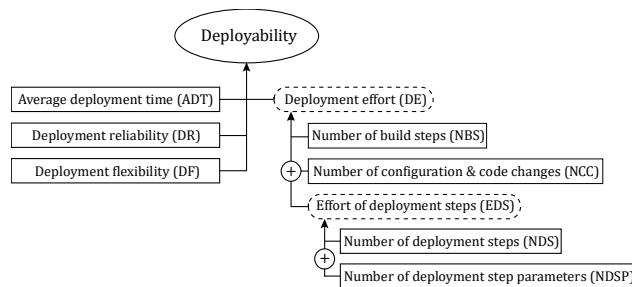 Deployability
Average deployment time (ADT)
Deployment effort (DE)
Deployment reliability (DR)
Number of build steps (NBS)
Deployment flexibility (DF)
Number of configuration & code changes (NCC)
Effort of deployment steps (EDS)
Number of deployment steps (NDS)
Number of deployment step parameters (NDSP)